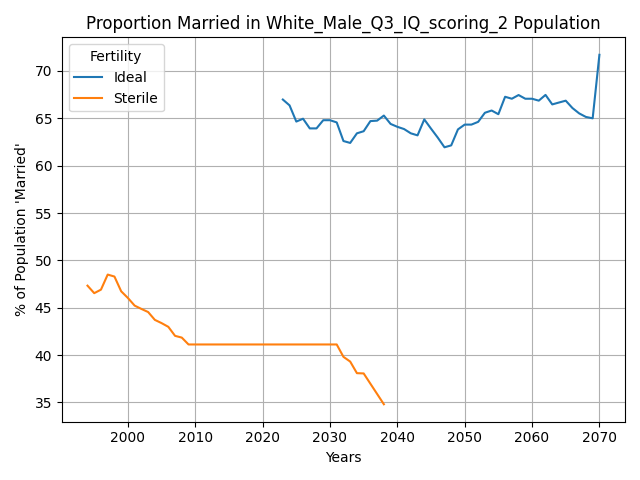 Proportion Married in White_Male_Q3_IQ_scoring_2 Population
% of Population 'Married'
Fertility
Ideal
Sterile
70
65
60
55
50
45
40
35
2000 2010 2020 2030 2040 2050 2060 2070
Years